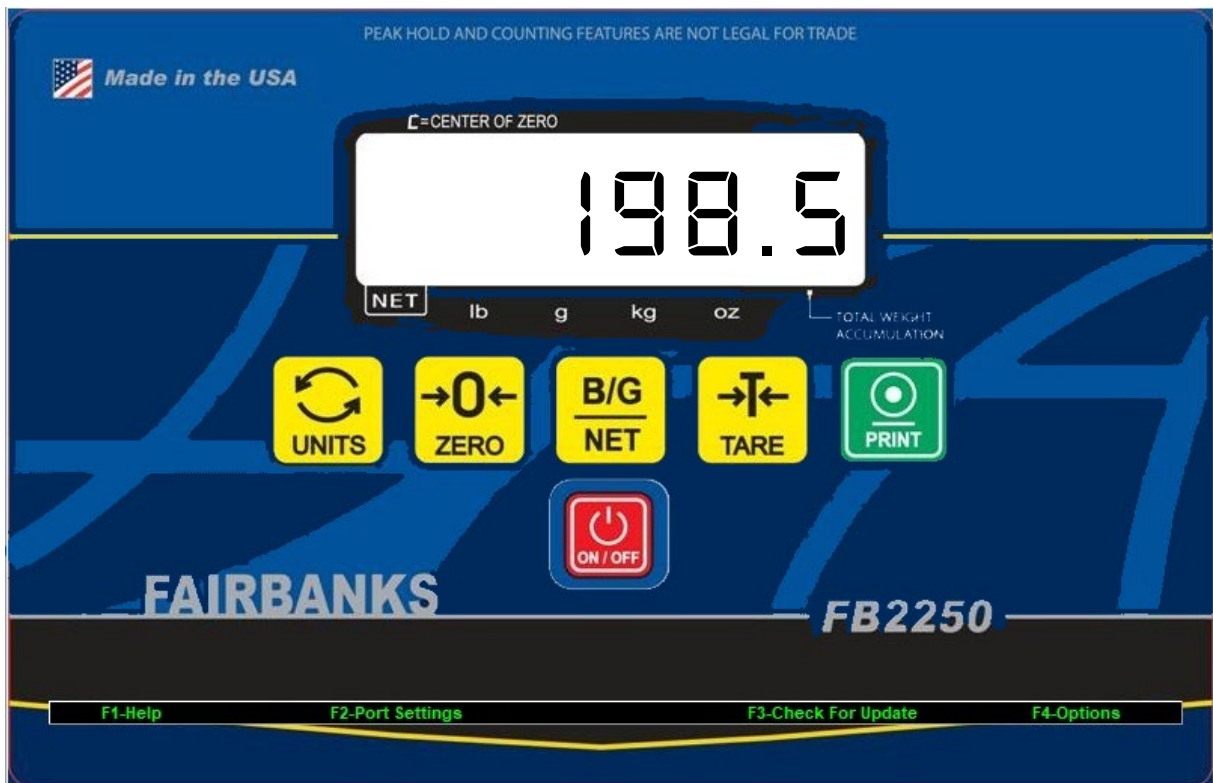 PEAK HOLD AND COUNTING FEATURES ARE NOT LEGAL FOR TRADE
Made in the USA
C=CENTER OF ZERO
198.5
NET lb g kg oz
TOTAL WEIGHT
ACCUMULATION
UNITS
→0←
ZERO
B/G
NET
→T←
TARE
PRINT
ON / OFF
FAIRBANKS
FB2250
F1-Help F2-Port Settings F3-Check For Update F4-Options